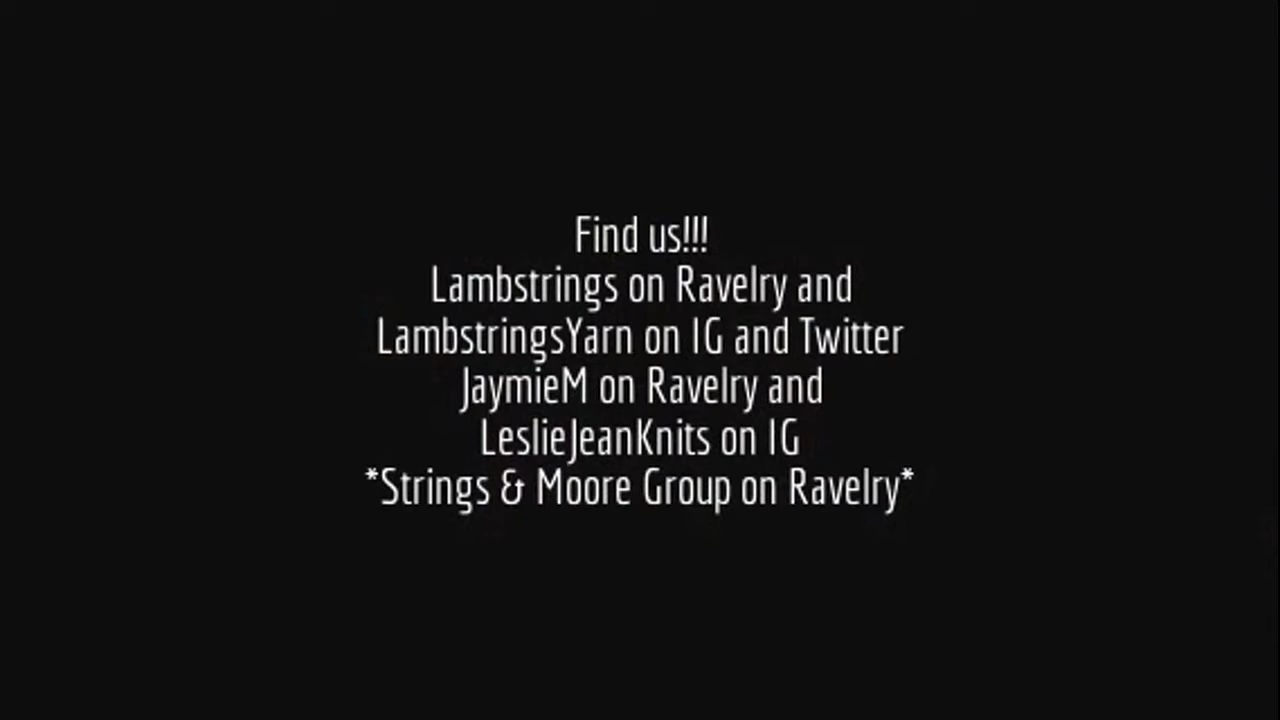 Find us!!!
Lambstrings on Ravelry and
LambstringsYarn on IG and Twitter
JaymieM on Ravelry and
LeslieJeanKnits on IG
*Strings & Moore Group on Ravelry*